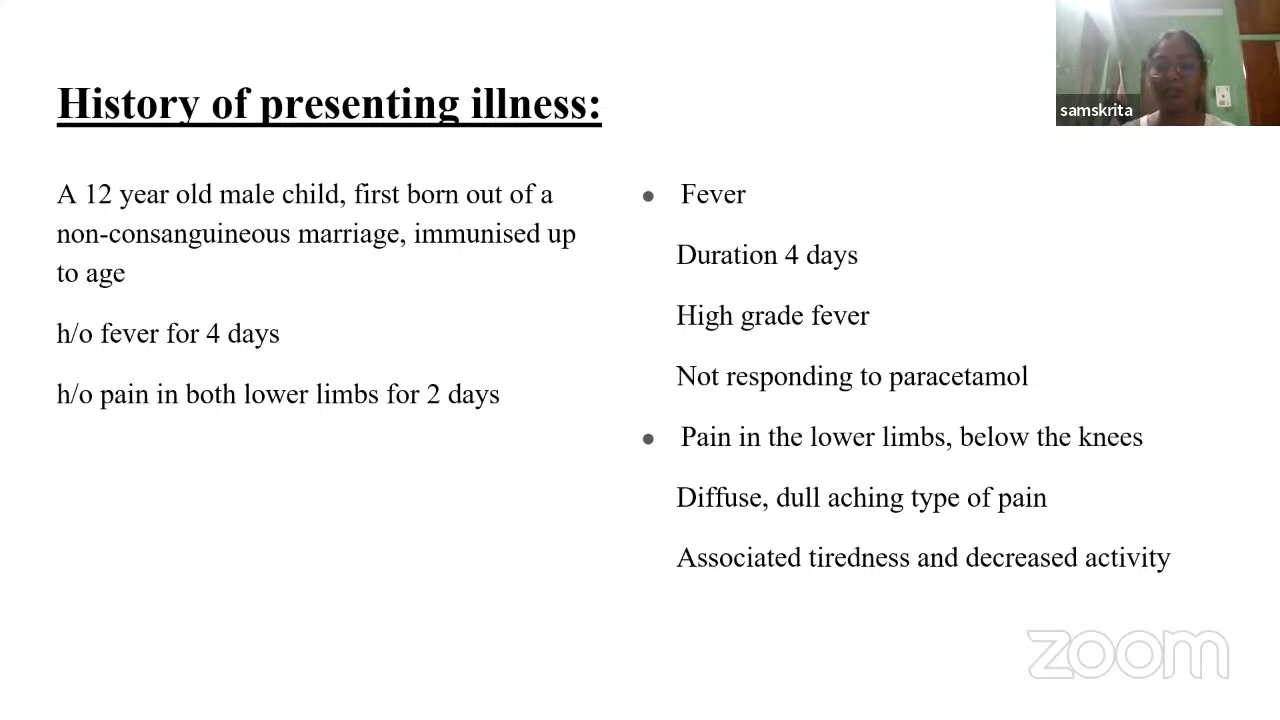 History of presenting illness:
samskrita
A 12 year old male child, first born out of a
non-consanguineous marriage, immunised up
to age
h/o fever for 4 days
h/o pain in both lower limbs for 2 days
● Fever
Duration 4 days
High grade fever
Not responding to paracetamol
● Pain in the lower limbs, below the knees
Diffuse, dull aching type of pain
Associated tiredness and decreased activity
zoom